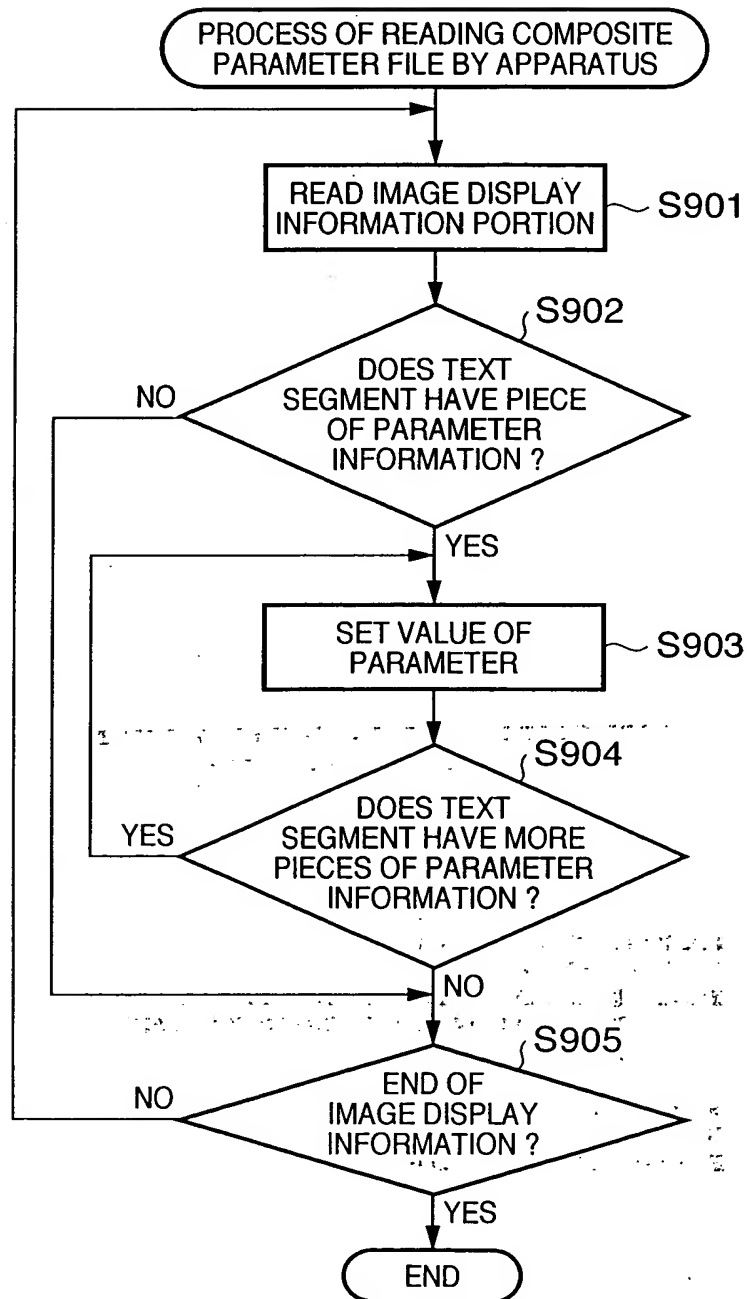 PROCESS OF READING COMPOSITE
PARAMETER FILE BY APPARATUS
READ IMAGE DISPLAY
INFORMATION PORTION
S901
S902
DOES TEXT
SEGMENT HAVE PIECE
OF PARAMETER
INFORMATION ?
NO
YES
SET VALUE OF
PARAMETER
S903
S904
DOES TEXT
SEGMENT HAVE MORE
PIECES OF PARAMETER
INFORMATION ?
YES
NO
S905
END OF
IMAGE DISPLAY
INFORMATION ?
NO
YES
END